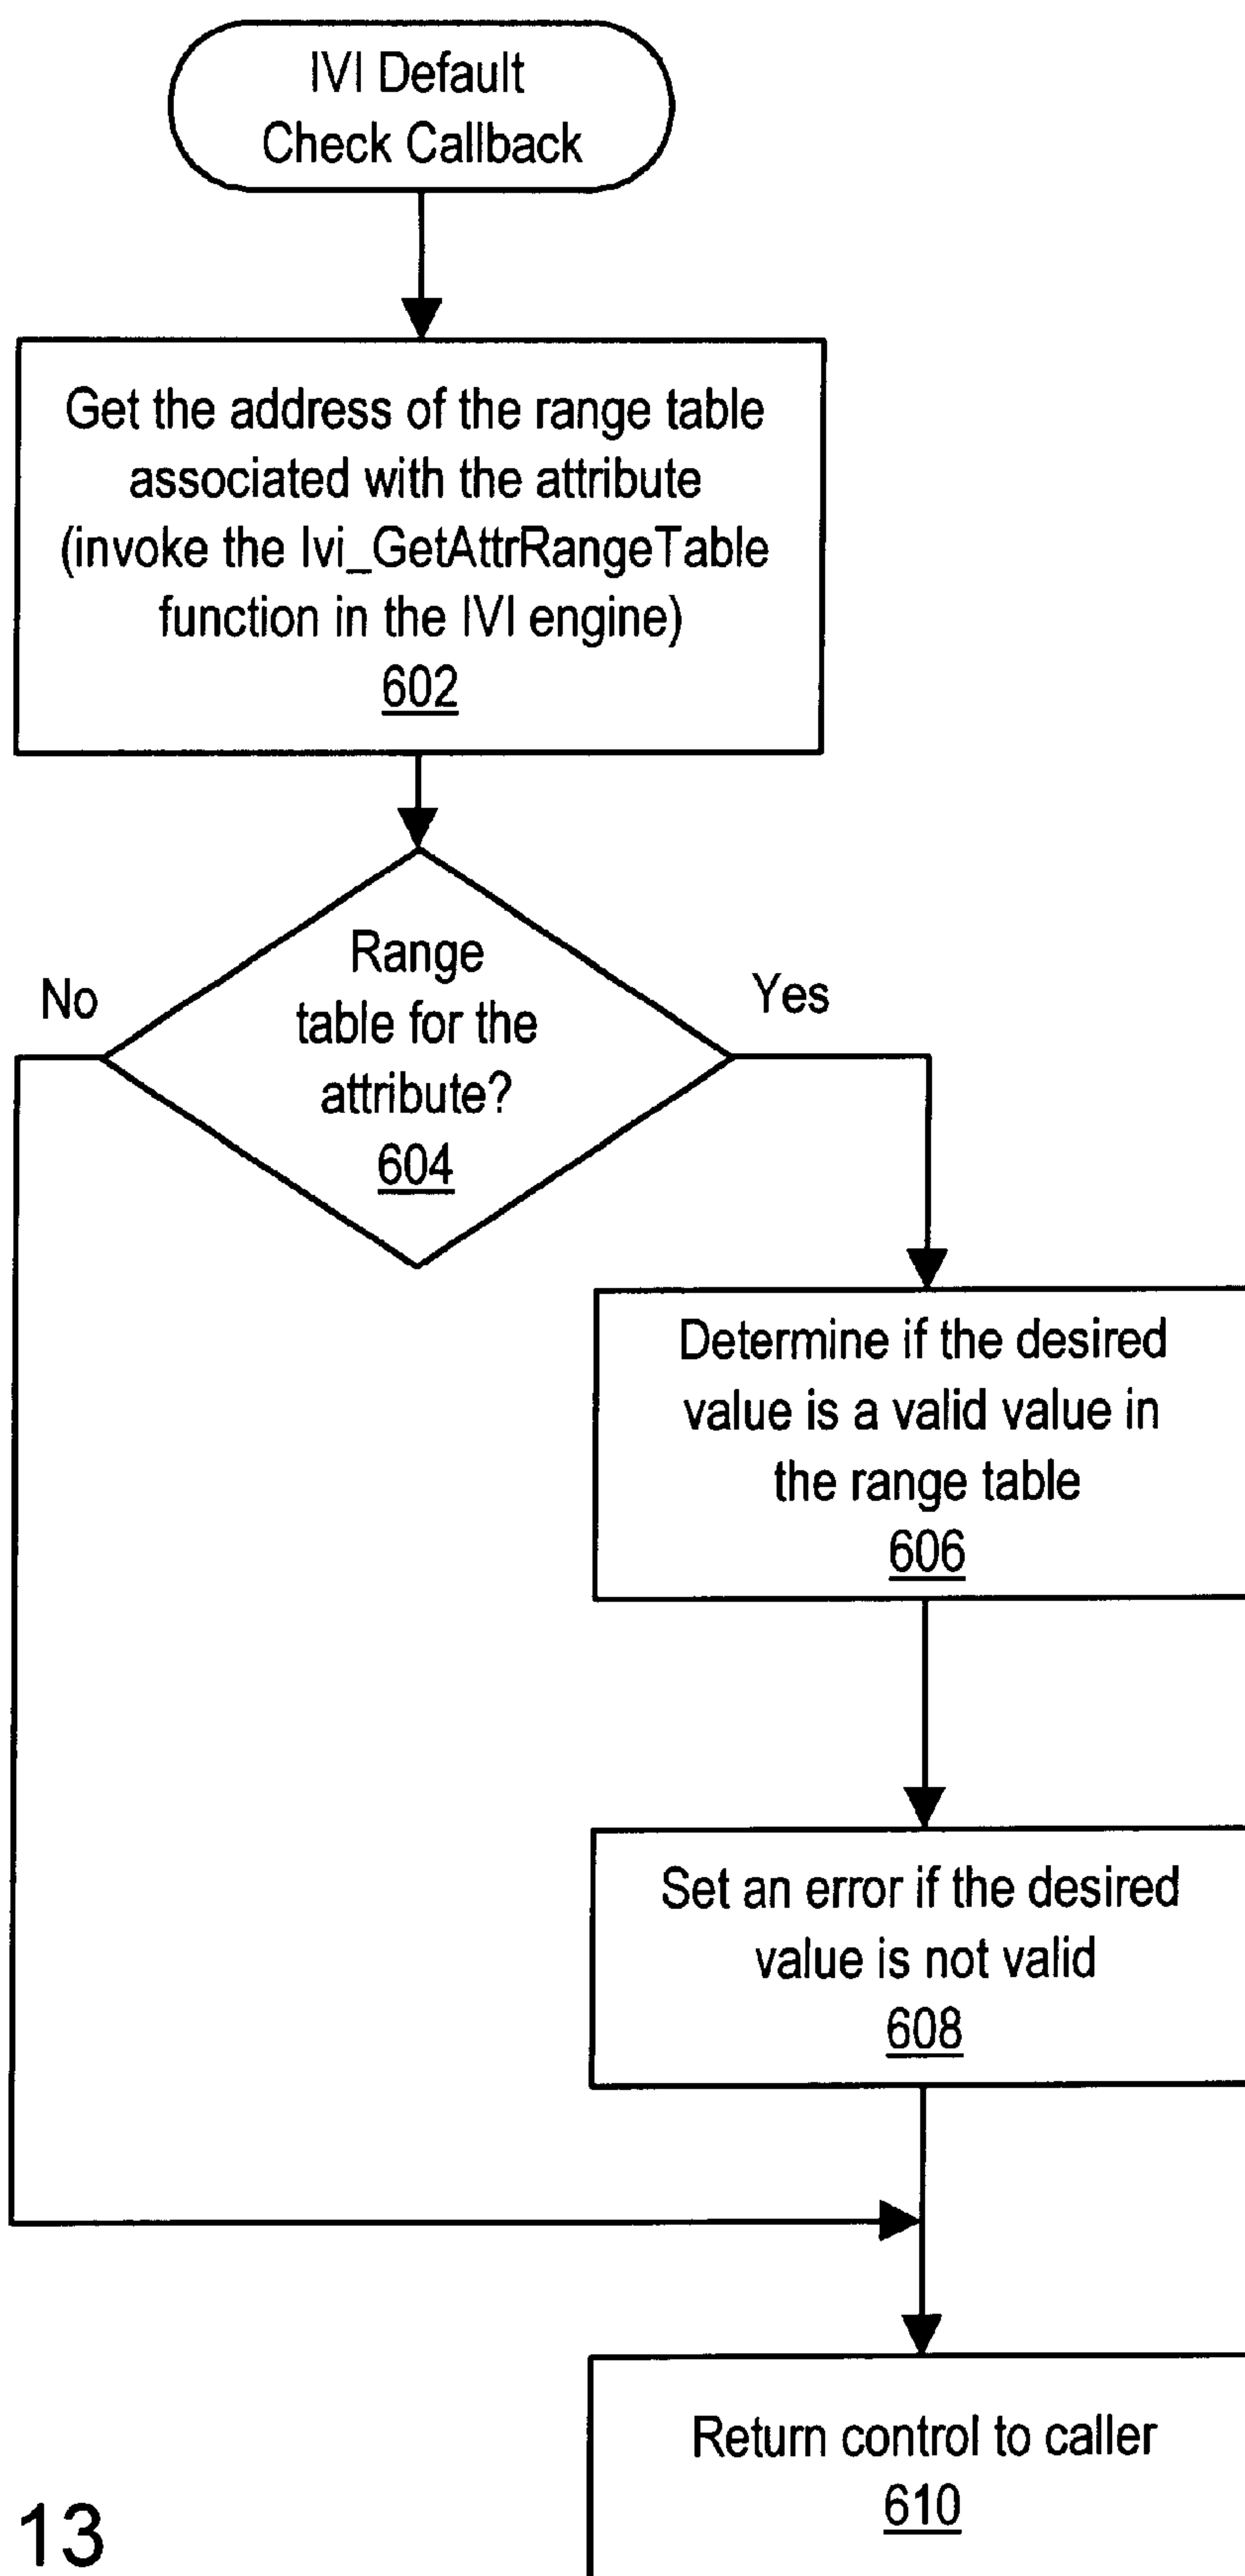 IVI Default
Check Callback
Get the address of the range table
associated with the attribute
(invoke the Ivi_GetAttrRangeTable
function in the IVI engine)
602
Range
table for the
attribute?
604
No
Yes
Determine if the desired
value is a valid value in
the range table
606
Set an error if the desired
value is not valid
608
Return control to caller
610
13